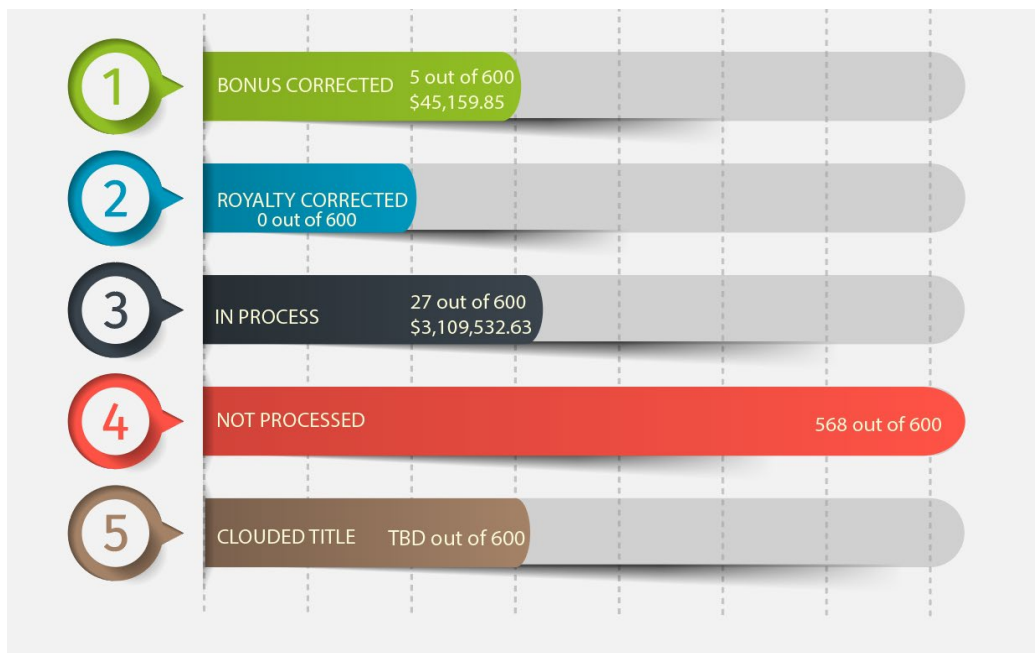 1
BONUS CORRECTED 5 out of 600
$45,159.85
2
ROYALTY CORRECTED
0 out of 600
3
IN PROCESS
27 out of 600
$3,109,532.63
4
NOT PROCESSED 568 out of 600
5
CLOUDED TITLE TBD out of 600